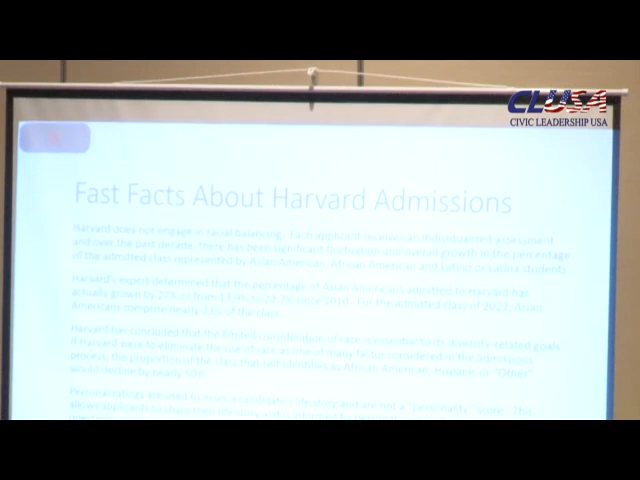 CLUSA
CIVIC LEADERSHIP USA
Fast Facts About Harvard Admissions
Harvard does not engage in racial balancing. Each applicant receives an individualized assessment
and over the past decade, there has been significant fluctuation and overall growth in the percentage
of the admitted class represented by Asian American, African American and Latino or Latina students
Harvard's expert determined that the percentage of Asian Americans admitted to Harvard has
actually grown by 27% or from 17.9% to 22.7% since 2010. For the admitted class of 2022, Asian
Americans comprise nearly 23% of the class.
Harvard has concluded that the limited consideration of race is essential to its diversity-related goals.
If Harvard were to eliminate the use of race as one of many factor considered in the admissions
process, the proportion of the class that self-identifies as African American, Hispanic or "Other"
would decline by nearly 50%.
Personal ratings are used to assess a candidate's life story and are not a "personality" score. This
allows applicants to share their life story and is informed by